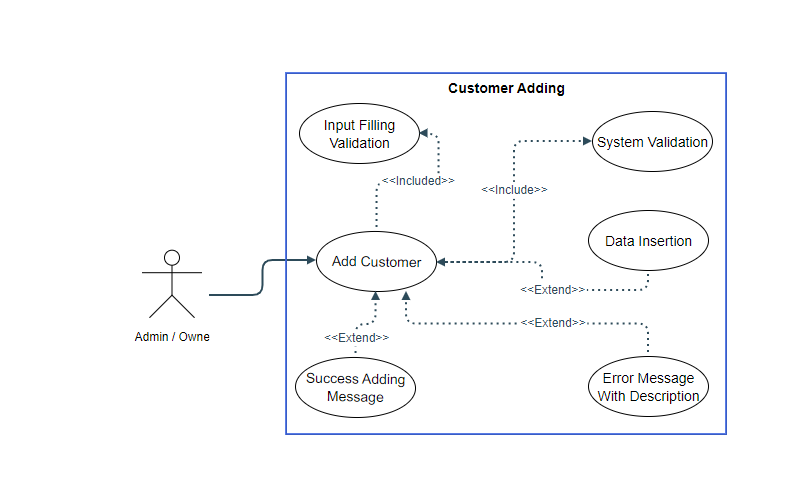 Customer Adding
Input Filling
Validation
System Validation
<<Included>>
<<Include>>
Data Insertion
Add Customer
<<Extend>>
<<Extend>>
<<Extend>>
Admin / Owne
Success Adding
Message
Error Message
With Description